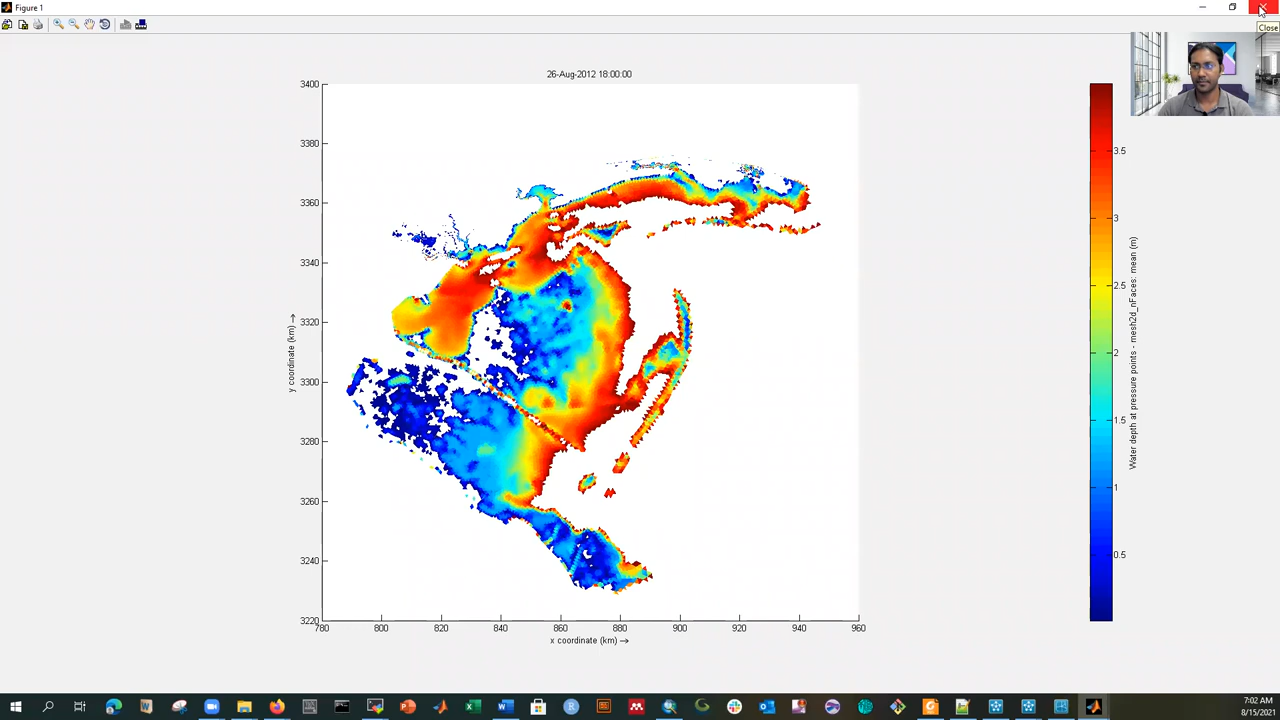 Figure 1
Close
26-Aug-2012 18:00:00
3400
3380
3360
3340
3320
3300
3280
3260
3240
3220
y coordinate (km) →
780 800 820 840 860 880 900 920 940 960
x coordinate (km) →
3.5
3
2.5
2
1.5
1
0.5
Water depth at pressure points - mesh2d_nFaces: mean (m)
7:02 AM
8/15/2021